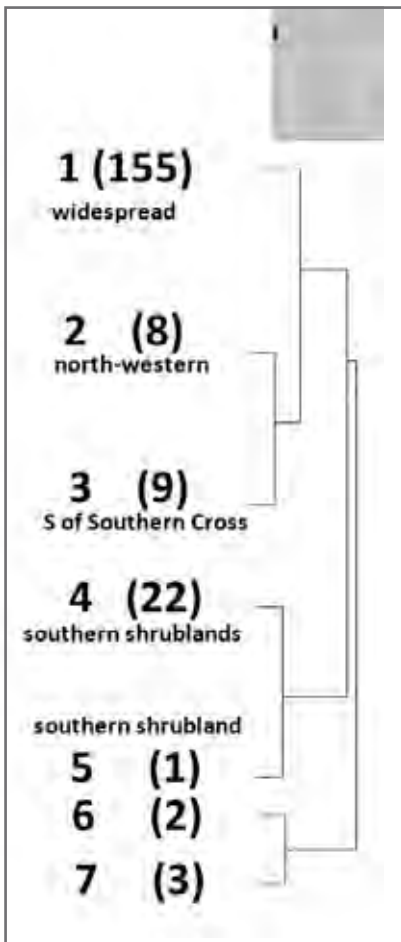 1 (155)
widespread
2 (8)
north-western
3 (9)
S of Southern Cross
4 (22)
southern shrublands
southern shrubland
5 (1)
6 (2)
7 (3)